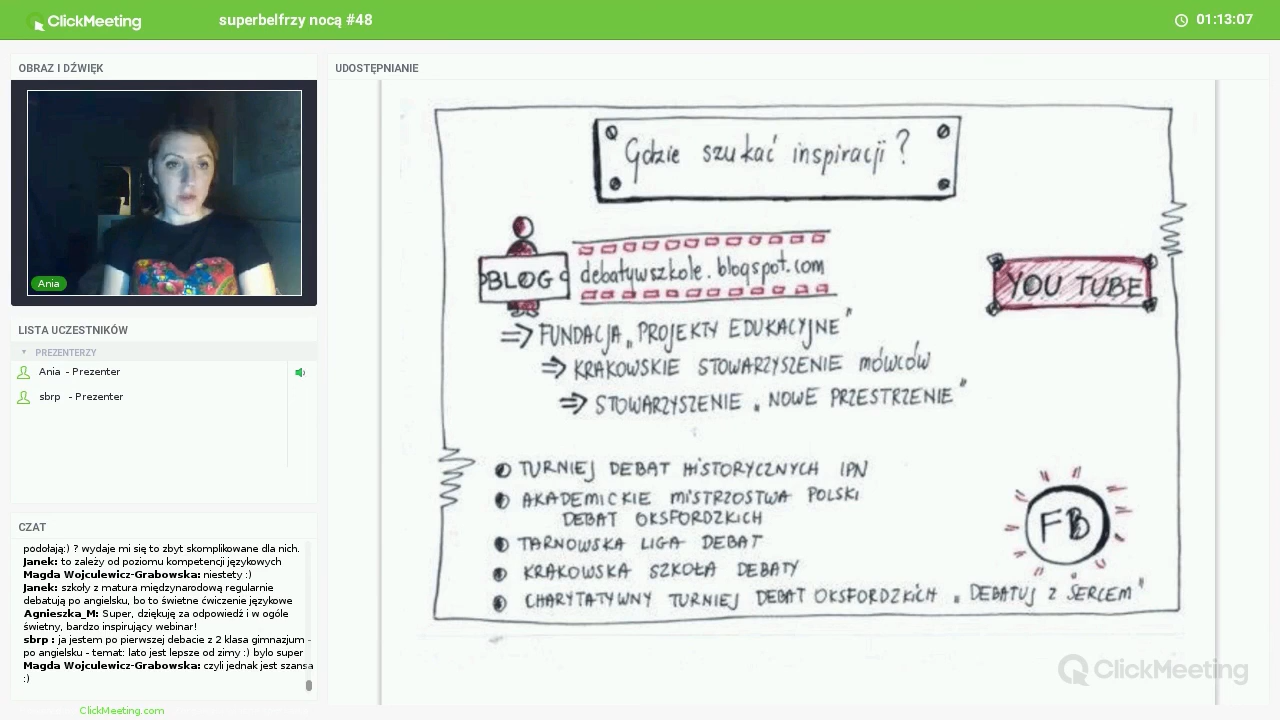 ClickMeeting
superbelfrzy nocą #48
01:13:07
OBRAZ I DŹWIĘK
UDOSTĘPNIANIE
Ania
LISTA UCZESTNIKÓW
PREZENTERZY
Ania - Prezenter
sbrp - Prezenter
CZAT
podołają:) ? wydaje mi się to zbyt skomplikowane dla nich.
Janek: to zależy od poziomu kompetencji językowych
Magda Wojculewicz-Grabowska: niestety :)
Janek: szkoły z matura międzynarodową regularnie
debatują po angielsku, bo to świetne ćwiczenie językowe
Agnieszka_M: Super, dziękuję za odpowiedź i w ogóle
świetny, bardzo inspirujący webinar!
sbrp : ja jestem po pierwszej debacie z 2 klasa gimnazjum -
po angielsku - temat: lato jest lepsze od zimy :) bylo super
Magda Wojculewicz-Grabowska: czyli jednak jest szansa
:)
ClickMeeting.com
Gdzie szukać inspiracji?
BLOG
debatywszkole.blogspot.com
YOU TUBE
⇒ FUNDACJA „PROJEKTY EDUKACYJNE”
⇒ KRAKOWSKIE STOWARZYSZENIE MÓWCÓW
⇒ STOWARZYSZENIE „NOWE PRZESTRZENIE”
TURNIEJ DEBAT HISTORYCZNYCH IPN
AKADEMICKIE MISTRZOSTWA POLSKI
DEBAT OKSFORDZKICH
TARNOWSKA LIGA DEBAT
KRAKOWSKA SZKOŁA DEBATY
CHARYTATYWNY TURNIEJ DEBAT OKSFORDZKICH „DEBATUJ Z SERCEM”
FB
ClickMeeting